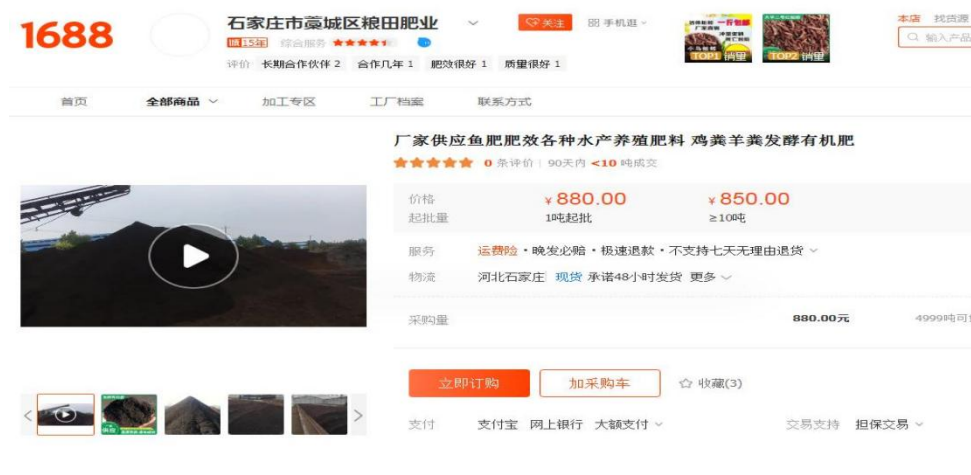 1688
石家庄市藁城区粮田肥业
关注
手机逛
本店 找货源
输入产品
15年 综合服务
评价 长期合作伙伴 2 合作几年 1 肥效很好 1 质量很好 1
TOP1 销量
TOP2 销量
首页 全部商品 加工专区 工厂档案 联系方式
厂家供应鱼肥肥效各种水产养殖肥料 鸡粪羊粪发酵有机肥
0 条评价 90天内 <10 吨成交
价格 ¥880.00 ¥850.00
起批量 1吨起批 ≥10吨
服务 运费险・晚发必赔・极速退款・不支持七天无理由退货
物流 河北石家庄 现货 承诺48小时发货 更多
采购量 880.00元 4999吨可售
立即订购 加采购车 收藏(3)
支付 支付宝 网上银行 大额支付 交易支持 担保交易